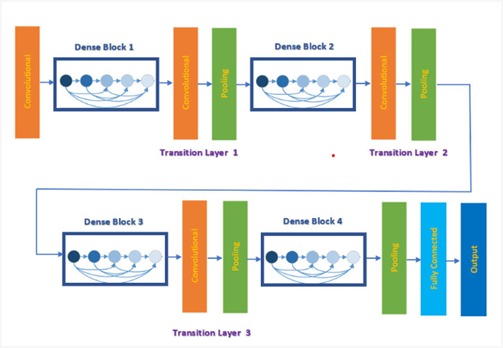 Convolutional
Dense Block 1
Convolutional
Pooling
Dense Block 2
Convolutional
Pooling
Transition Layer 1
Transition Layer 2
Dense Block 3
Convolutional
Pooling
Dense Block 4
Pooling
Fully Connected
Output
Transition Layer 3